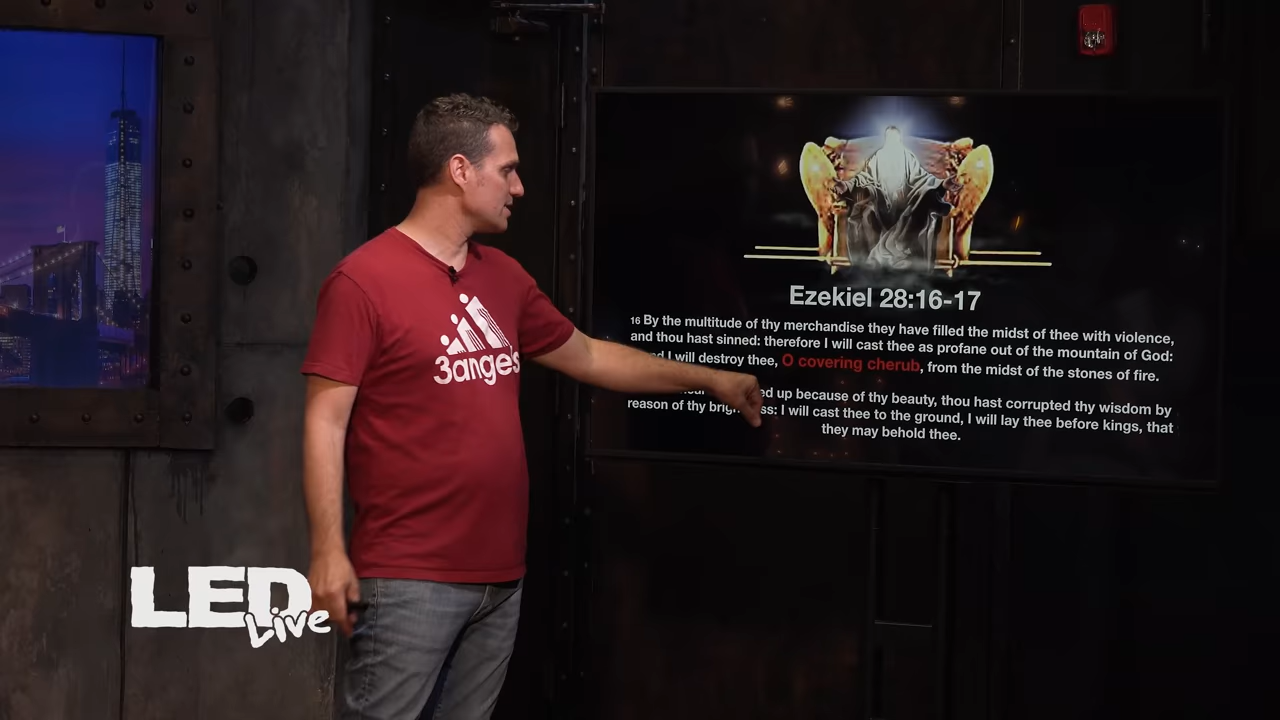 3ange's
Ezekiel 28:16-17
16 By the multitude of thy merchandise they have filled the midst of thee with violence,
and thou hast sinned: therefore I will cast thee as profane out of the mountain of God:
I will destroy thee, O covering cherub, from the midst of the stones of fire.
up because of thy beauty, thou hast corrupted thy wisdom by
reason of thy I will cast thee to the ground, I will lay thee before kings, that
they may behold thee.
LED
Live